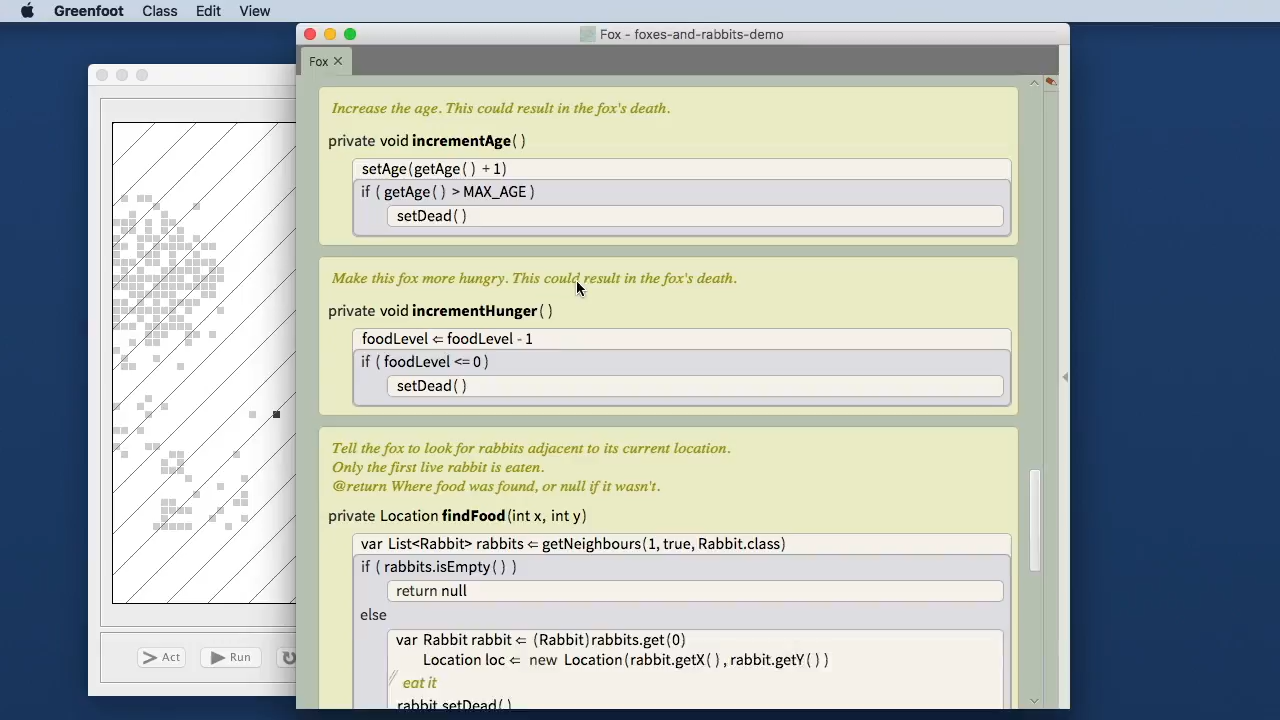 Greenfoot Class Edit View
Fox - foxes-and-rabbits-demo
Fox ×
Increase the age. This could result in the fox's death.
private void incrementAge()
setAge(getAge() + 1)
if ( getAge() > MAX_AGE )
setDead()
Make this fox more hungry. This could result in the fox's death.
private void incrementHunger()
foodLevel ⇐ foodLevel - 1
if ( foodLevel <= 0 )
setDead()
Tell the fox to look for rabbits adjacent to its current location.
Only the first live rabbit is eaten.
@return Where food was found, or null if it wasn't.
private Location findFood(int x, int y)
var List<Rabbit> rabbits ⇐ getNeighbours(1, true, Rabbit.class)
if ( rabbits.isEmpty() )
return null
else
var Rabbit rabbit ⇐ (Rabbit)rabbits.get(0)
Location loc ⇐ new Location(rabbit.getX(), rabbit.getY())
// eat it
rabbit.setDead()
Act
Run